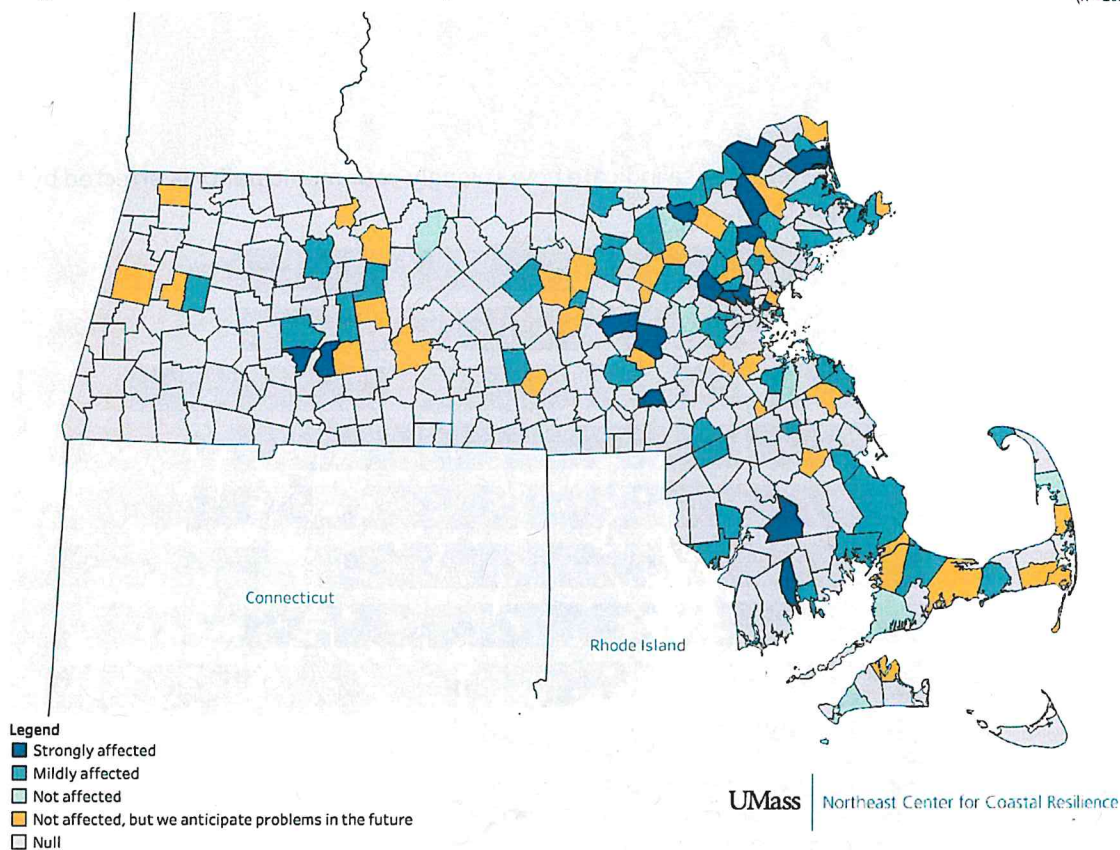 Connecticut
Rhode Island
Legend
Strongly affected
Mildly affected
Not affected
Not affected, but we anticipate problems in the future
Null
UMass | Northeast Center for Coastal Resilience